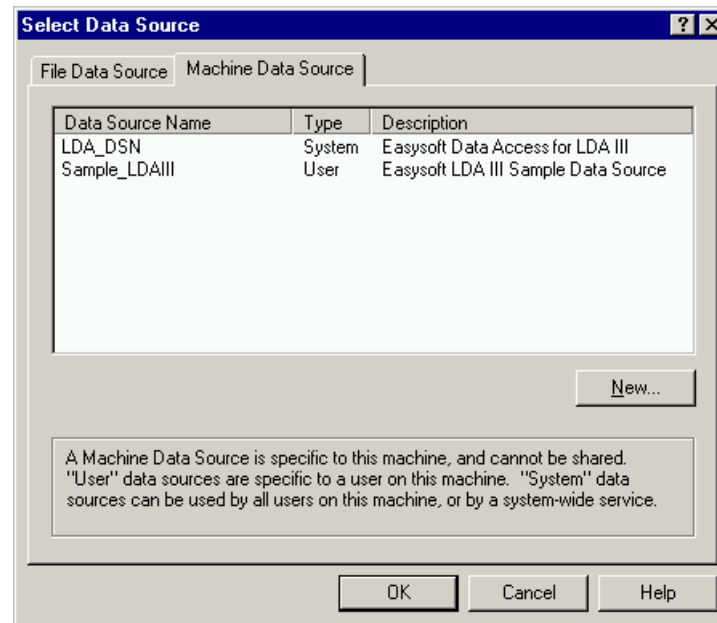 Select Data Source
File Data Source Machine Data Source
Data Source Name Type Description
LDA_DSN System Easysoft Data Access for LDA III
Sample_LDAIII User Easysoft LDA III Sample Data Source
New...
A Machine Data Source is specific to this machine, and cannot be shared.
"User" data sources are specific to a user on this machine. "System" data
sources can be used by all users on this machine, or by a system-wide service.
OK Cancel Help